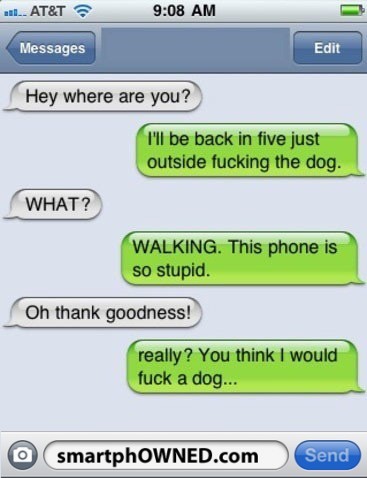 AT&T 9:08 AM
Messages Edit
Hey where are you?
I'll be back in five just
outside fucking the dog.
WHAT?
WALKING. This phone is
so stupid.
Oh thank goodness!
really? You think I would
fuck a dog...
smartphOWNED.com Send